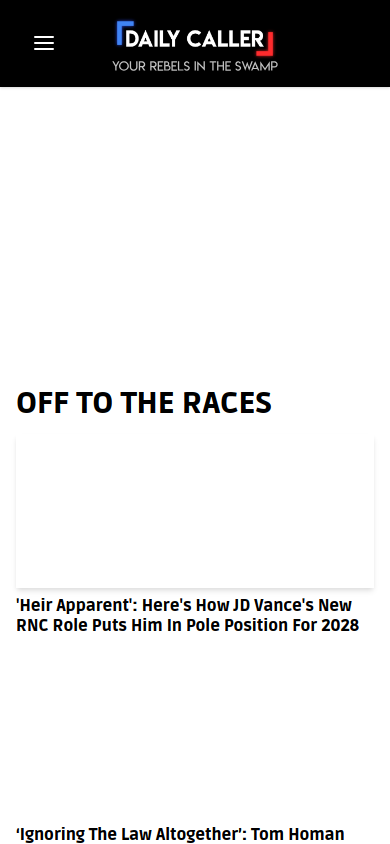 DAILY CALLER
YOUR REBELS IN THE SWAMP
OFF TO THE RACES
'Heir Apparent': Here's How JD Vance's New
RNC Role Puts Him In Pole Position For 2028
‘Ignoring The Law Altogether’: Tom Homan